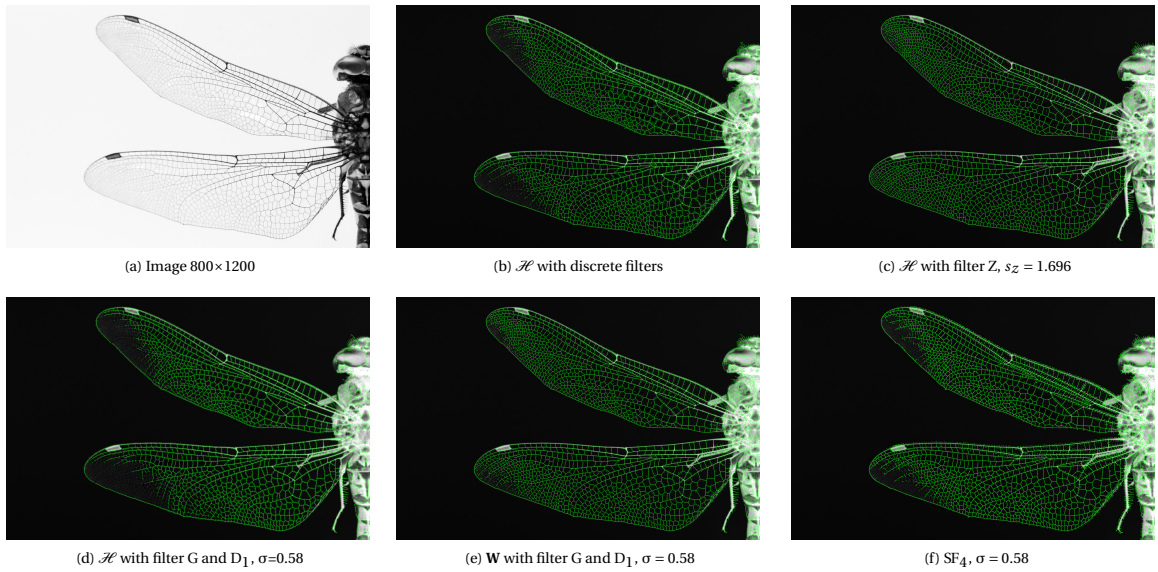 (a) Image 800×1200
(b) ℋ with discrete filters
(c) ℋ with filter Z, s_Z = 1.696
(d) ℋ with filter G and D₁, σ=0.58
(e) W with filter G and D₁, σ = 0.58
(f) SF₄, σ = 0.58